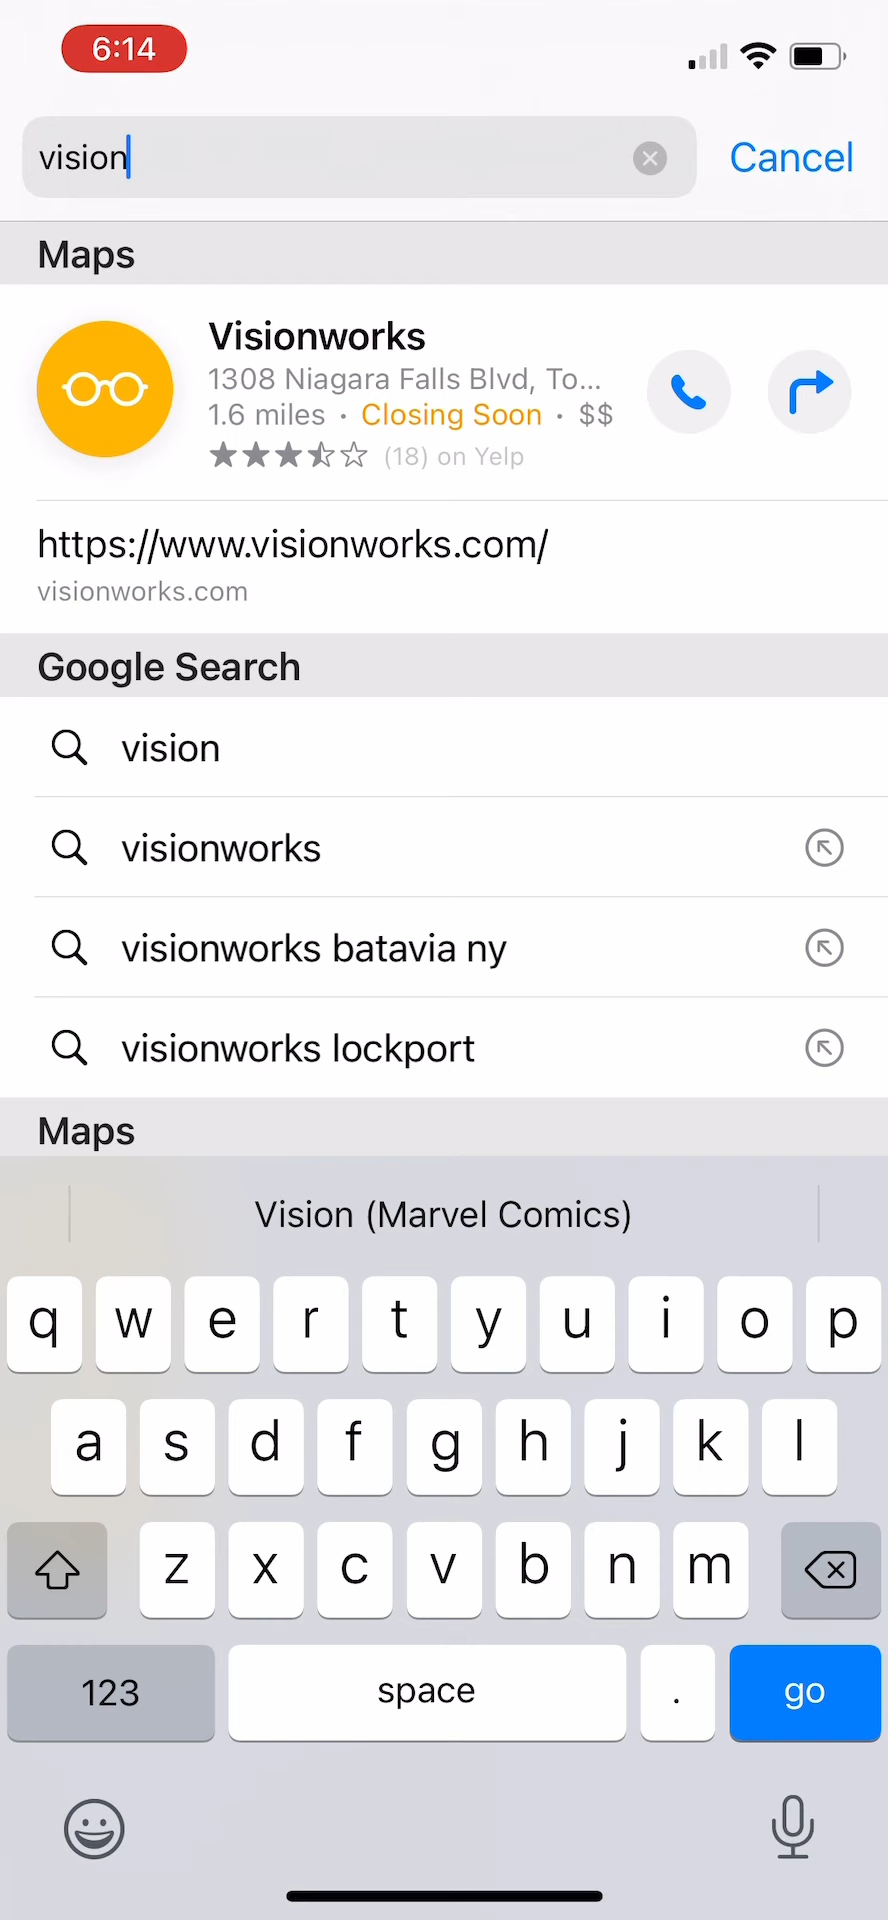 6:14
vision
Cancel
Maps
Visionworks
1308 Niagara Falls Blvd, To...
1.6 miles · Closing Soon · $$
(18) on Yelp
https://www.visionworks.com/
visionworks.com
Google Search
vision
visionworks
visionworks batavia ny
visionworks lockport
Maps
Vision (Marvel Comics)
q w e r t y u i o p
a s d f g h j k l
z x c v b n m
123 space . go